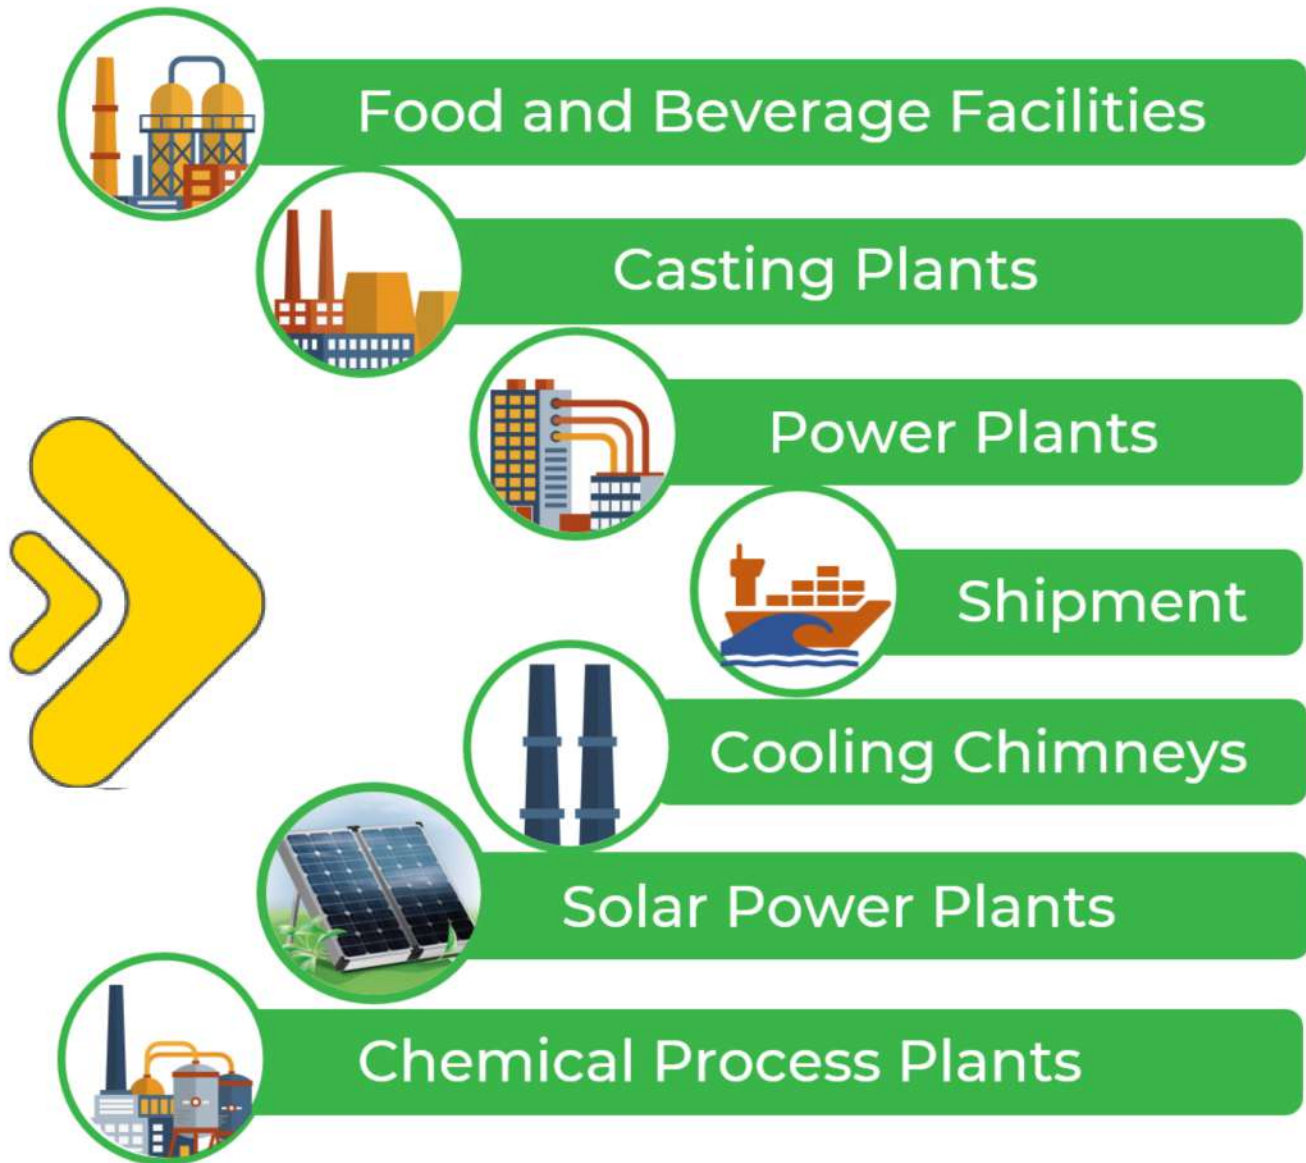 Food and Beverage Facilities
Casting Plants
Power Plants
Shipment
Cooling Chimneys
Solar Power Plants
Chemical Process Plants